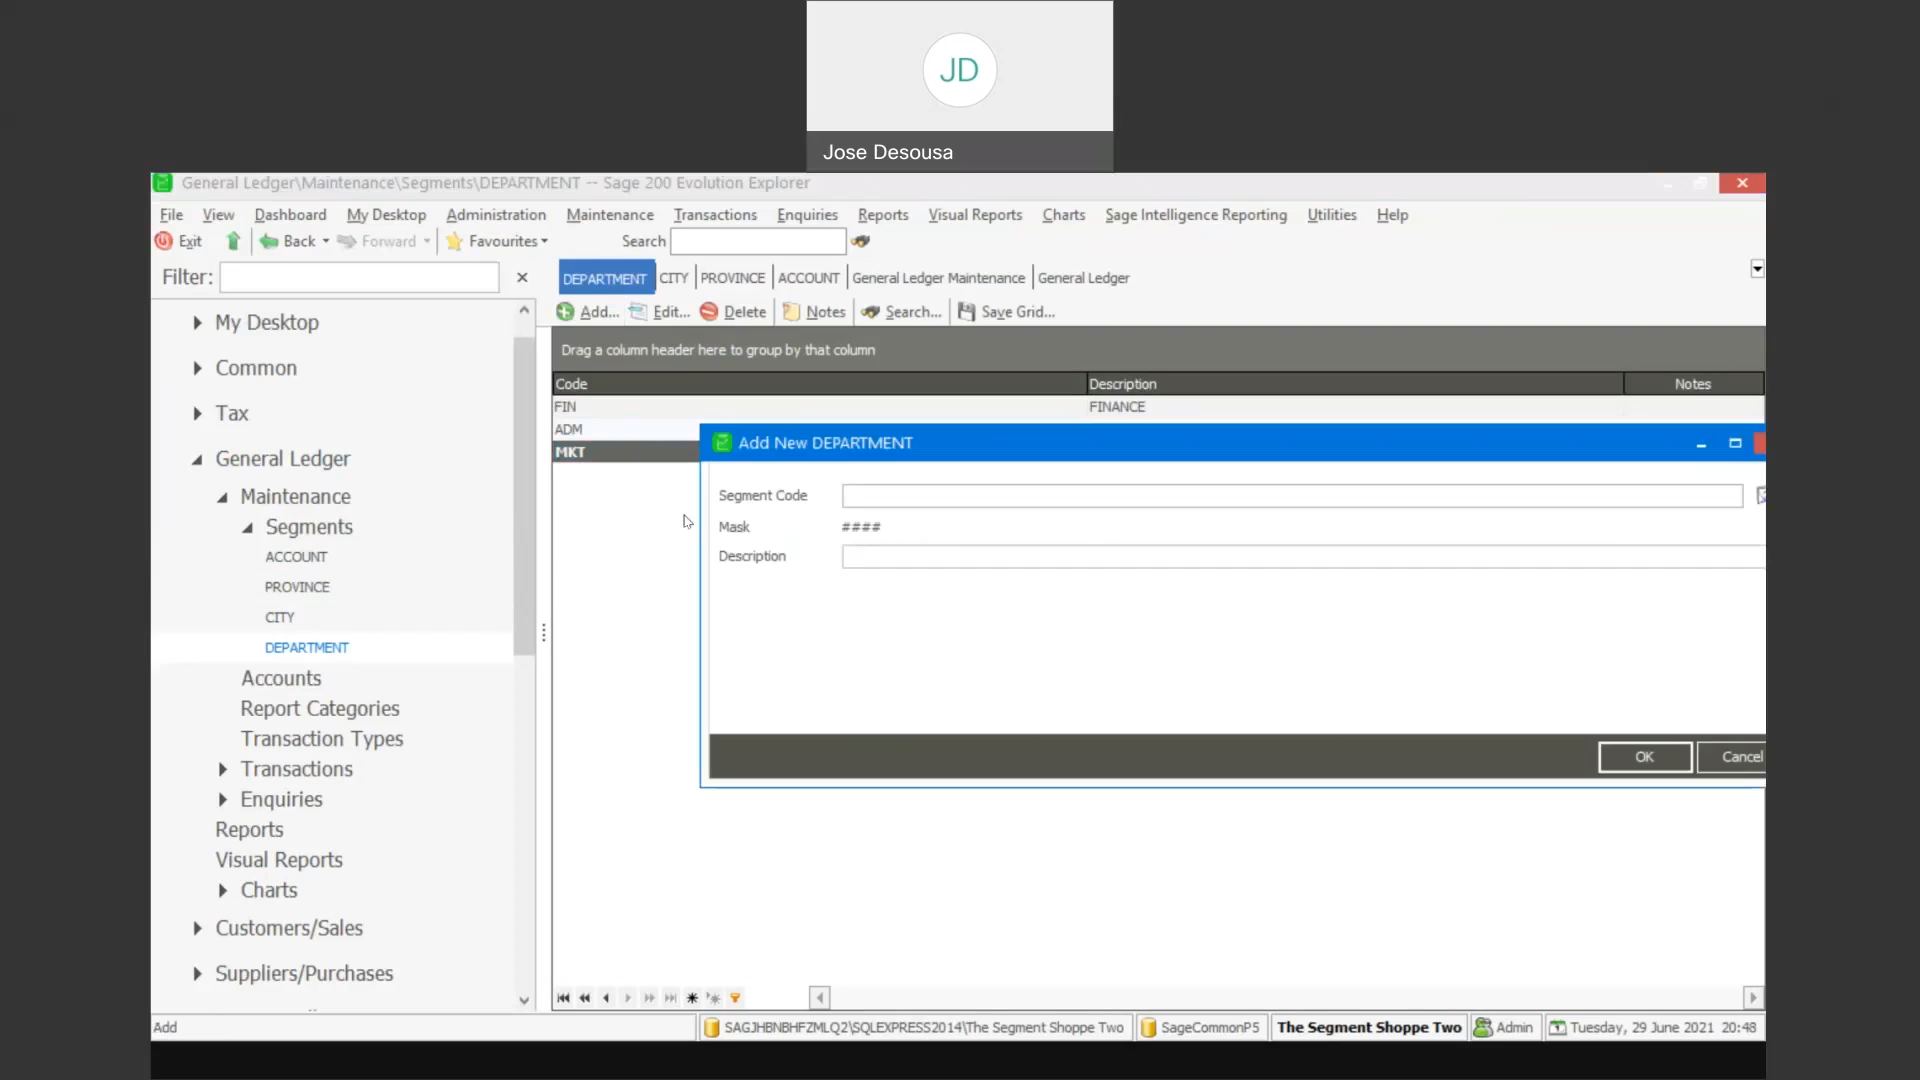 JD
Jose Desousa
General Ledger\Maintenance\Segments\DEPARTMENT -- Sage 200 Evolution Explorer
File View Dashboard My Desktop Administration Maintenance Transactions Enquiries Reports Visual Reports Charts Sage Intelligence Reporting Utilities Help
Exit Back Forward Favourites Search
Filter:
DEPARTMENT CITY PROVINCE ACCOUNT General Ledger Maintenance General Ledger
Add... Edit... Delete Notes Search... Save Grid...
My Desktop
Common
Tax
General Ledger
Maintenance
Segments
ACCOUNT
PROVINCE
CITY
DEPARTMENT
Accounts
Report Categories
Transaction Types
Transactions
Enquiries
Reports
Visual Reports
Charts
Customers/Sales
Suppliers/Purchases
Drag a column header here to group by that column
Code Description Notes
FIN FINANCE
ADM
MKT
Add New DEPARTMENT
Segment Code
Mask ####
Description
OK Cancel
Add SAGJHBNBHFZMLQ2\SQLEXPRESS2014\The Segment Shoppe Two SageCommonP5 The Segment Shoppe Two Admin Tuesday, 29 June 2021 20:48